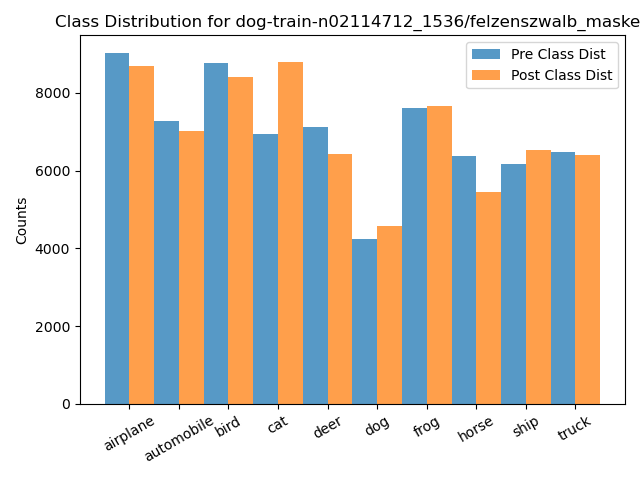 Class Distribution for dog-train-n02114712_1536/felzenszwalb_maske
Pre Class Dist
Post Class Dist
Counts
8000
6000
4000
2000
0
airplane
automobile
bird
cat
deer
dog
frog
horse
ship
truck